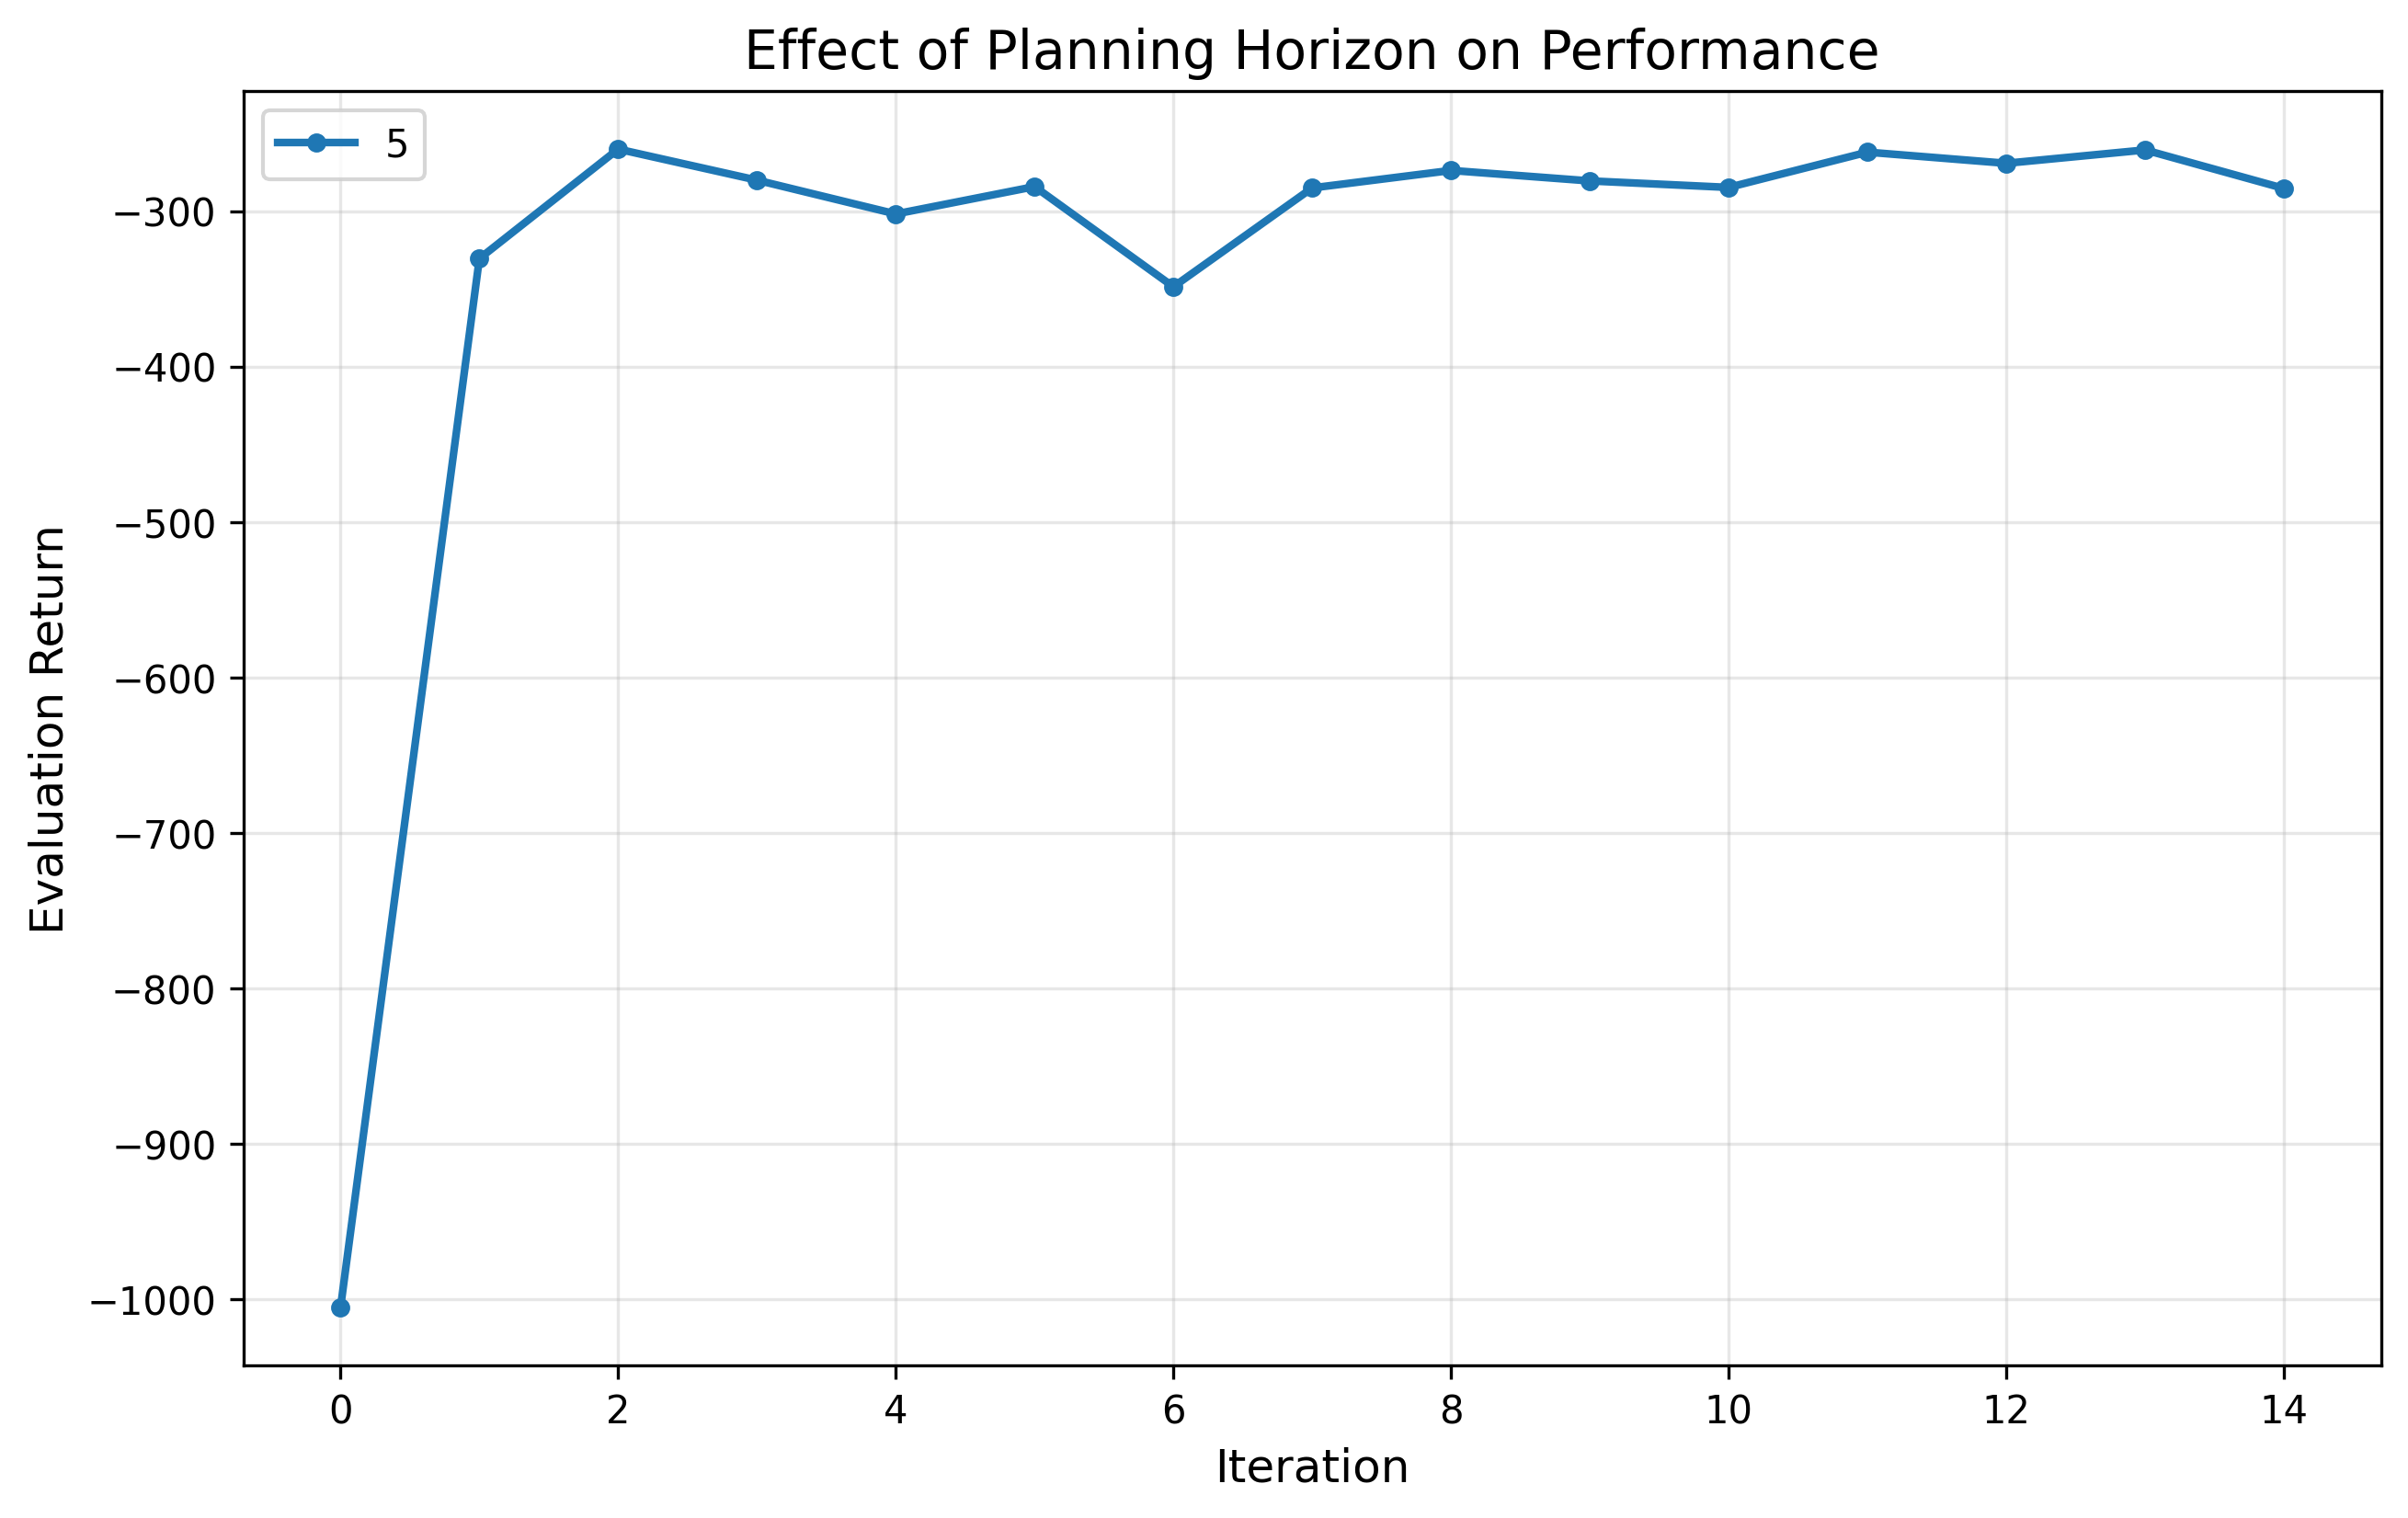 Effect of Planning Horizon on Performance
5
−300
−400
−500
−600
−700
−800
−900
−1000
Evaluation Return
0 2 4 6 8 10 12 14
Iteration